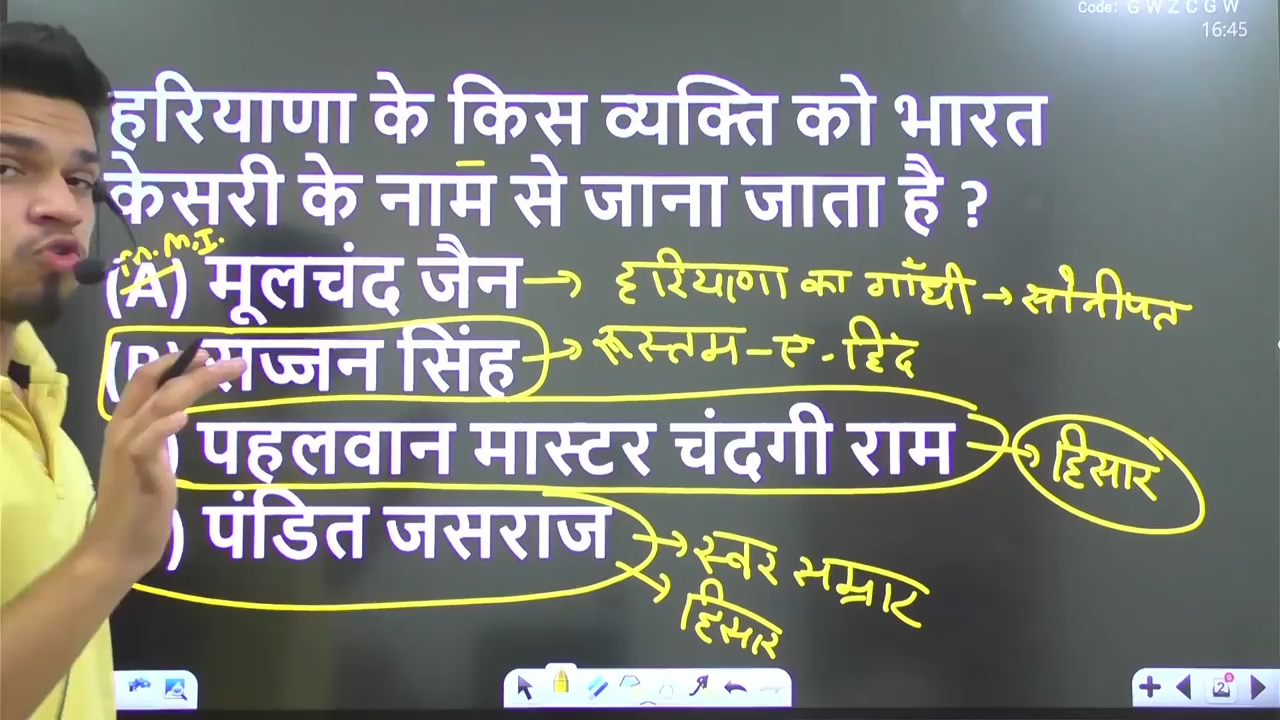 Code: G W Z C G W
16:45
हरियाणा के किस व्यक्ति को भारत
केसरी के नाम से जाना जाता है ?
m. M.I.
(A) मूलचंद जैन → हरियाणा का गाँधी → सोनीपत
(B) सज्जन सिंह → रूस्तम-ए-हिंद
) पहलवान मास्टर चंदगी राम → हिसार
) पंडित जसराज → स्वर सम्राट
→ हिसार
2